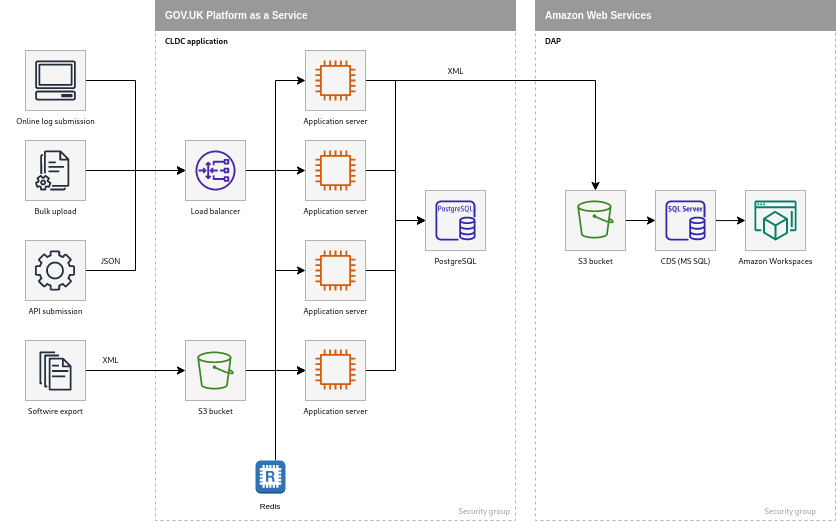 GOV.UK Platform as a Service
Amazon Web Services
CLDC application
DAP
Online log submission
Application server
XML
Bulk upload
Load balancer
Application server
PostgreSQL
PostgreSQL
SQL Server
S3 bucket
CDS (MS SQL)
Amazon Workspaces
JSON
API submission
Application server
XML
Softwire export
S3 bucket
Application server
R
Redis
Security group
Security group